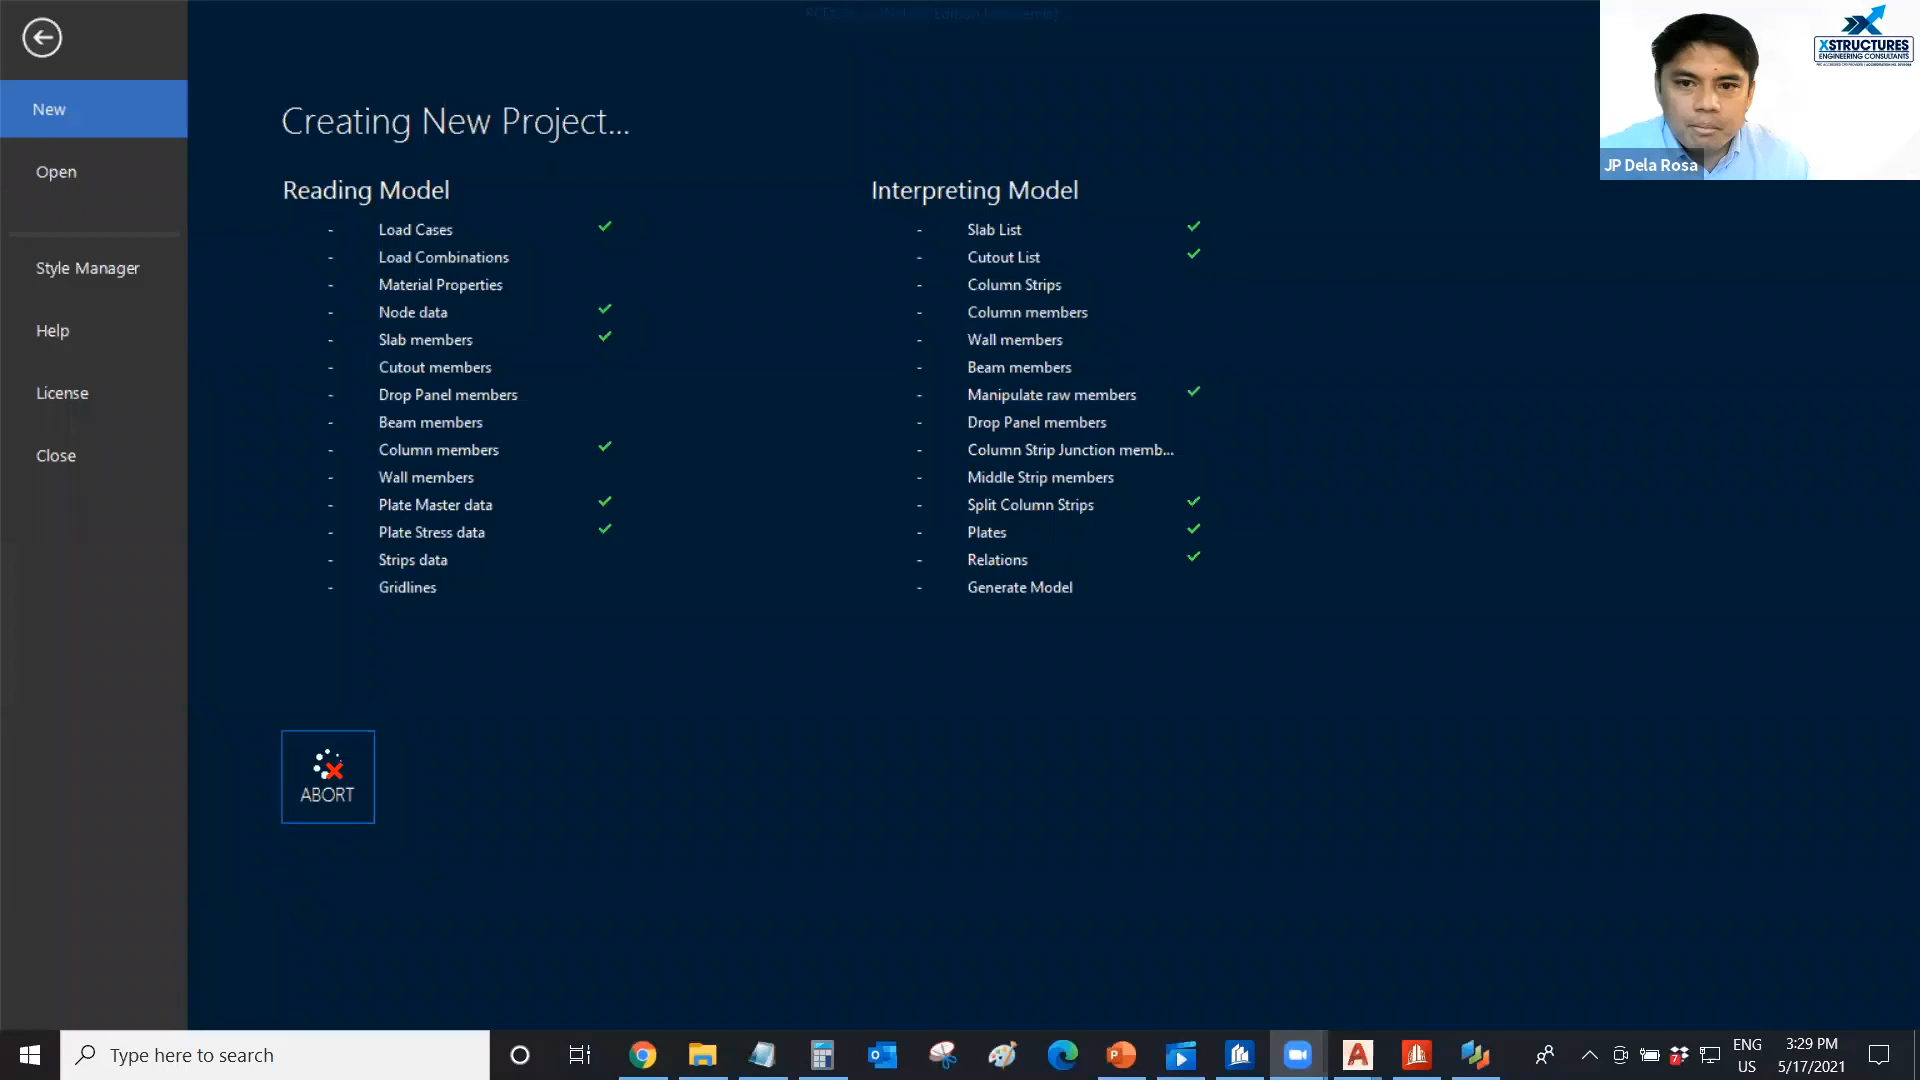 New
Open
Style Manager
Help
License
Close
Creating New Project...
Reading Model
- Load Cases
- Load Combinations
- Material Properties
- Node data
- Slab members
- Cutout members
- Drop Panel members
- Beam members
- Column members
- Wall members
- Plate Master data
- Plate Stress data
- Strips data
- Gridlines
Interpreting Model
- Slab List
- Cutout List
- Column Strips
- Column members
- Wall members
- Beam members
- Manipulate raw members
- Drop Panel members
- Column Strip Junction memb...
- Middle Strip members
- Split Column Strips
- Plates
- Relations
- Generate Model
ABORT
JP Dela Rosa
XSTRUCTURES
ENGINEERING CONSULTANTS
Type here to search
ENG
US
3:29 PM
5/17/2021